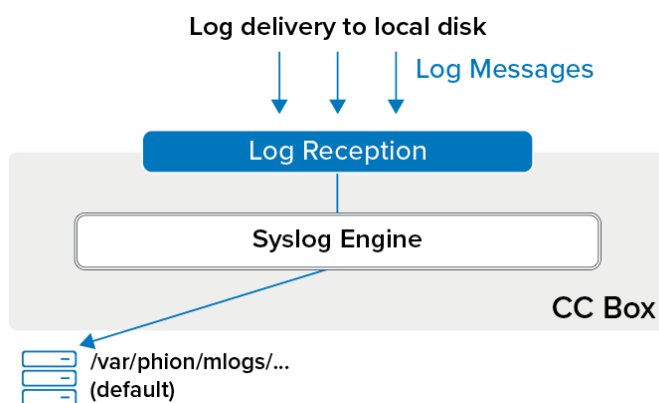 Log delivery to local disk
Log Messages
Log Reception
Syslog Engine
CC Box
/var/phion/mlogs/...
(default)